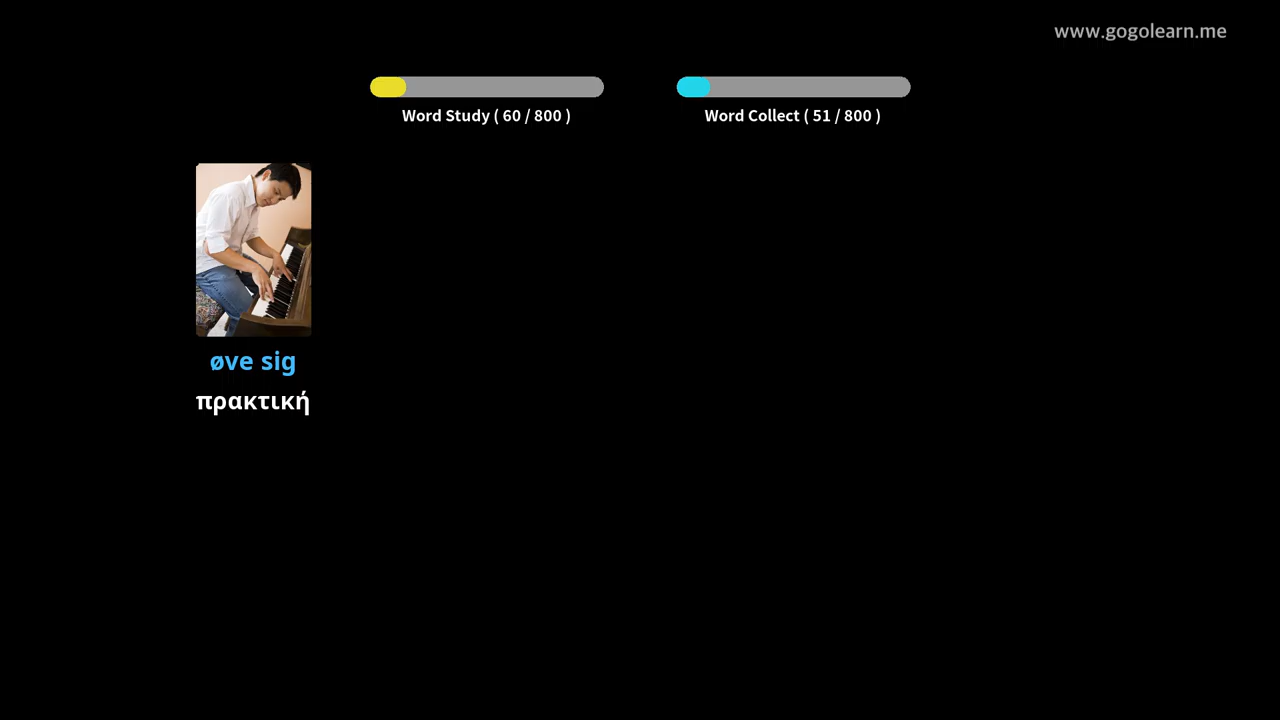 www.gogolearn.me
Word Study ( 60 / 800 )
Word Collect ( 51 / 800 )
øve sig
πρακτική